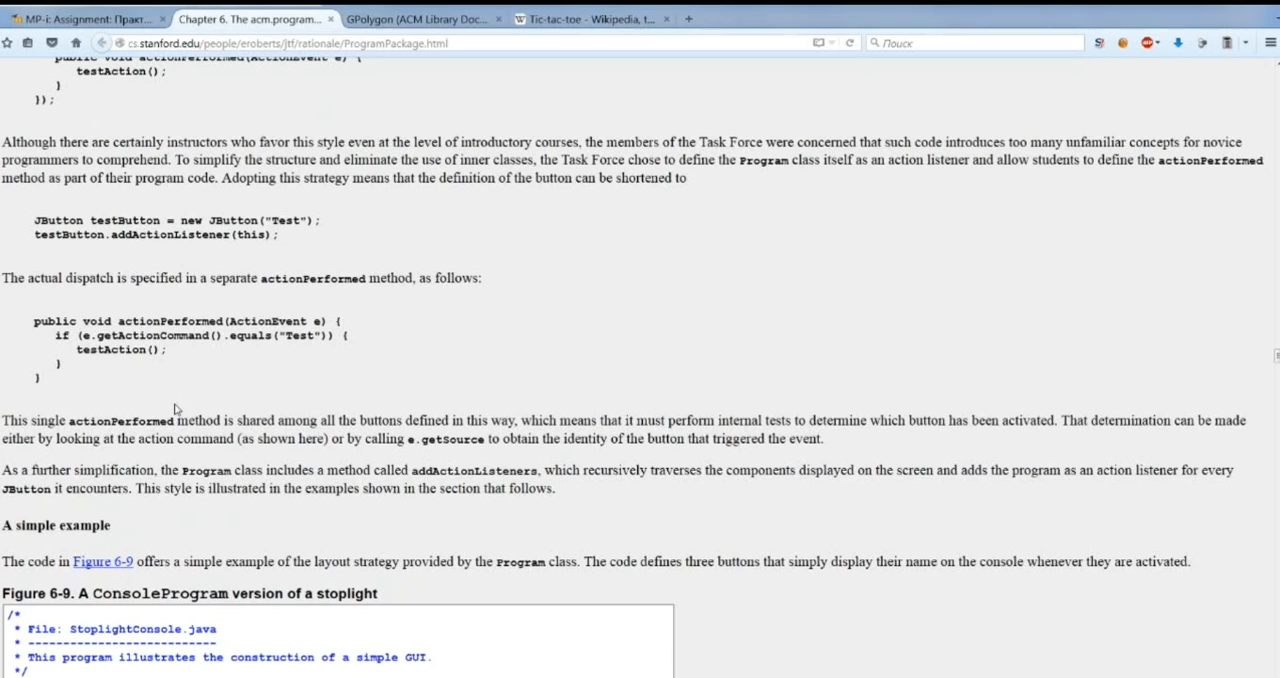 MP-i: Assignment: Практ...
Chapter 6. The acm.program...
GPolygon (ACM Library Doc...
Tic-tac-toe - Wikipedia, t...
cs.stanford.edu/people/eroberts/jtf/rationale/ProgramPackage.html
Поиск
public void actionPerformed(ActionEvent e) {
testAction();
}
});
Although there are certainly instructors who favor this style even at the level of introductory courses, the members of the Task Force were concerned that such code introduces too many unfamiliar concepts for novice
programmers to comprehend. To simplify the structure and eliminate the use of inner classes, the Task Force chose to define the Program class itself as an action listener and allow students to define the actionPerformed
method as part of their program code. Adopting this strategy means that the definition of the button can be shortened to
JButton testButton = new JButton("Test");
testButton.addActionListener(this);
The actual dispatch is specified in a separate actionPerformed method, as follows:
public void actionPerformed(ActionEvent e) {
if (e.getActionCommand().equals("Test")) {
testAction();
}
}
This single actionPerformed method is shared among all the buttons defined in this way, which means that it must perform internal tests to determine which button has been activated. That determination can be made
either by looking at the action command (as shown here) or by calling e.getSource to obtain the identity of the button that triggered the event.
As a further simplification, the Program class includes a method called addActionListeners, which recursively traverses the components displayed on the screen and adds the program as an action listener for every
JButton it encounters. This style is illustrated in the examples shown in the section that follows.
A simple example
The code in Figure 6-9 offers a simple example of the layout strategy provided by the Program class. The code defines three buttons that simply display their name on the console whenever they are activated.
Figure 6-9. A ConsoleProgram version of a stoplight
/*
* File: StoplightConsole.java
* ---------------------------
* This program illustrates the construction of a simple GUI.
*/